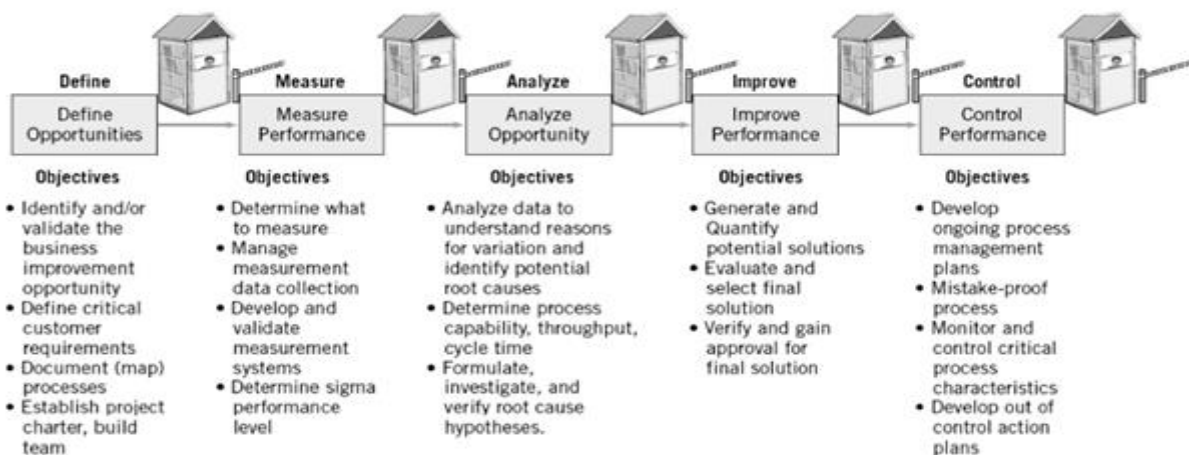 Define
Measure
Analyze
Improve
Control
Define
Opportunities
Measure
Performance
Analyze
Opportunity
Improve
Performance
Control
Performance
Objectives
• Identify and/or
validate the
business
improvement
opportunity
• Define critical
customer
requirements
• Document (map)
processes
• Establish project
charter, build
team
Objectives
• Determine what
to measure
• Manage
measurement
data collection
• Develop and
validate
measurement
systems
• Determine sigma
performance
level
Objectives
• Analyze data to
understand reasons
for variation and
identify potential
root causes
• Determine process
capability, throughput,
cycle time
• Formulate,
investigate, and
verify root cause
hypotheses.
Objectives
• Generate and
Quantify
potential solutions
• Evaluate and
select final
solution
• Verify and gain
approval for
final solution
Objectives
• Develop
ongoing process
management
plans
• Mistake-proof
process
• Monitor and
control critical
process
characteristics
• Develop out of
control action
plans